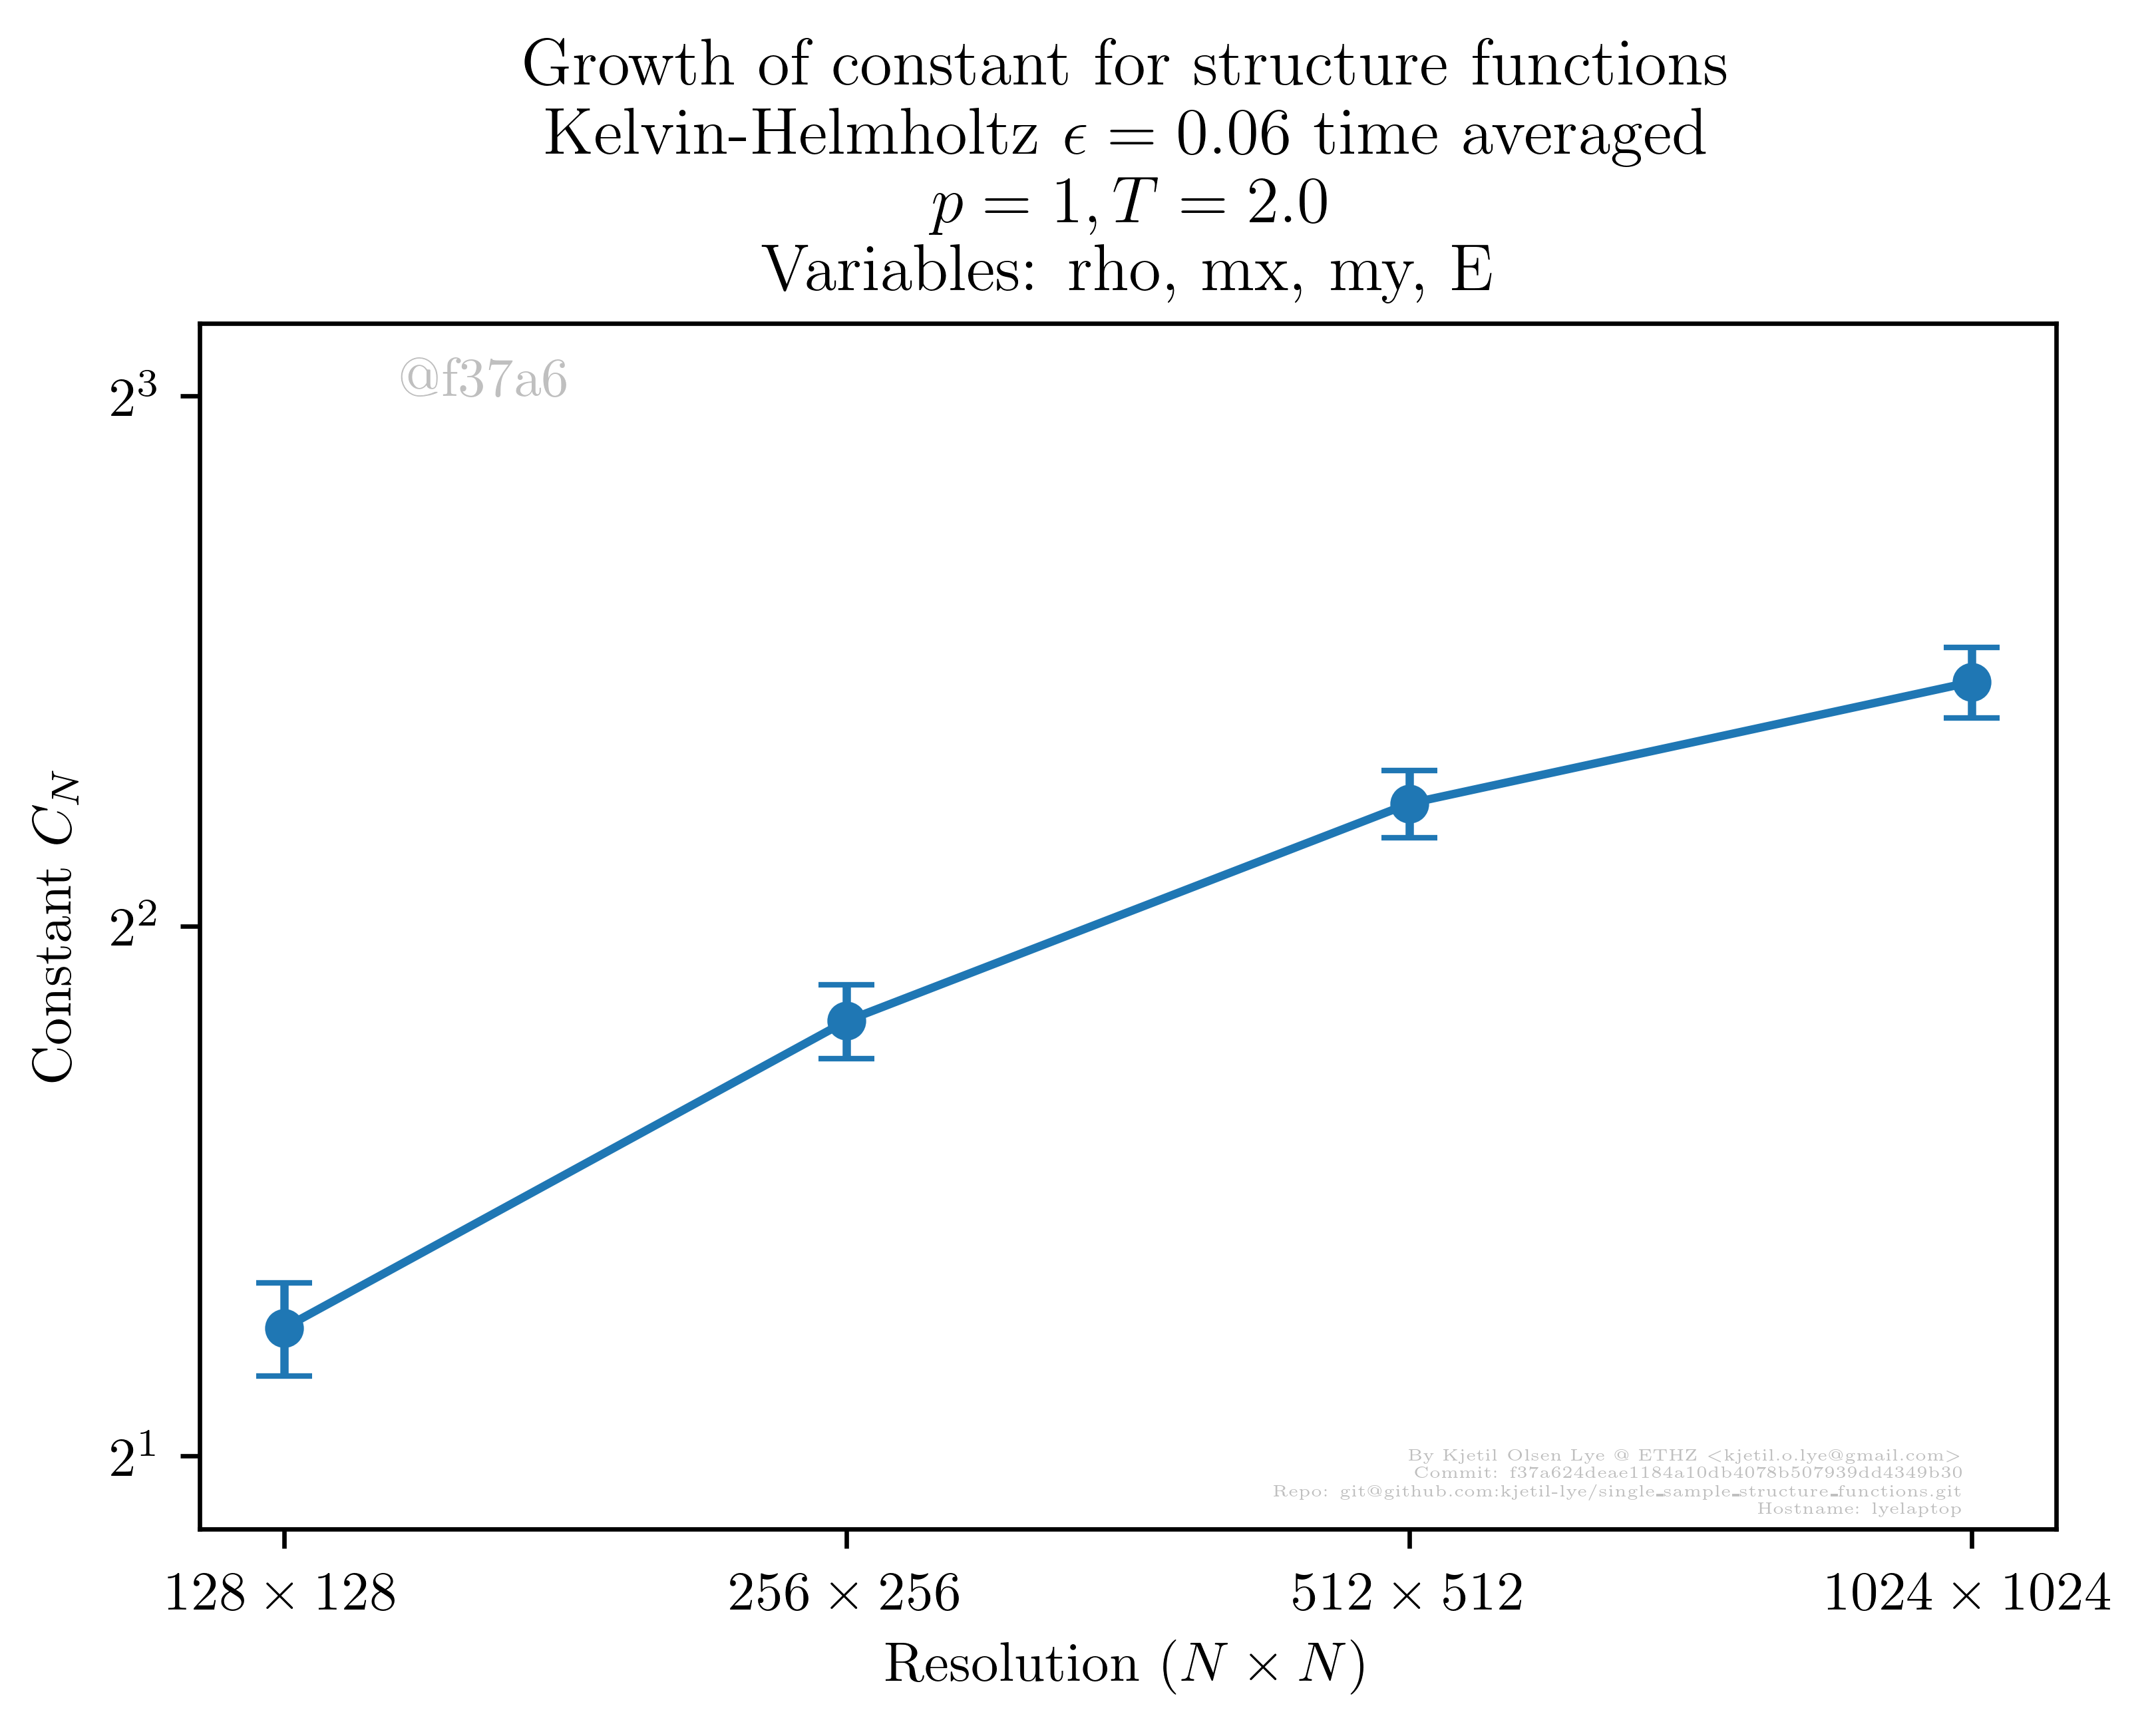 Growth of constant for structure functions
Kelvin-Helmholtz ϵ = 0.06 time averaged
p = 1, T = 2.0
Variables: rho, mx, my, E
@f37a6
2³
2²
2¹
Constant C_N
By Kjetil Olsen Lye @ ETHZ <kjetil.o.lye@gmail.com>
Commit: f37a624deae1184a10db4078b507939dd4349b30
Repo: git@github.com:kjetil-lye/single_sample_structure_functions.git
Hostname: lyelaptop
128 × 128
256 × 256
512 × 512
1024 × 1024
Resolution (N × N)